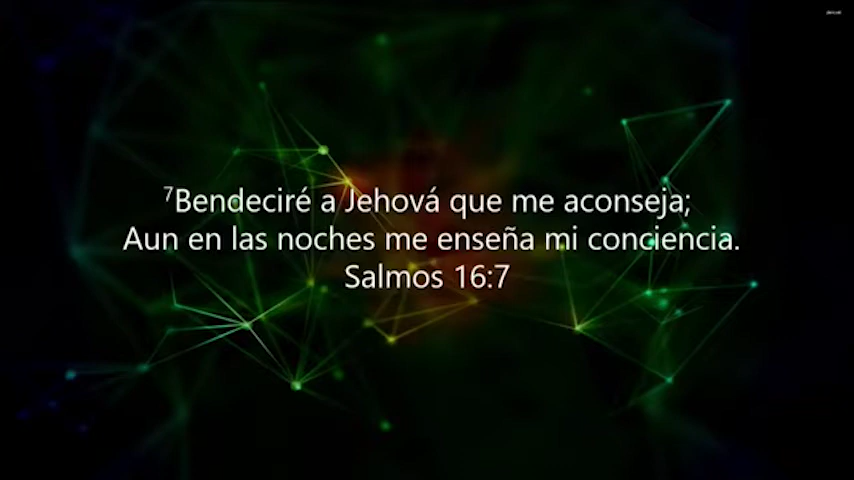 ⁷Bendeciré a Jehová que me aconseja;
Aun en las noches me enseña mi conciencia.
Salmos 16:7